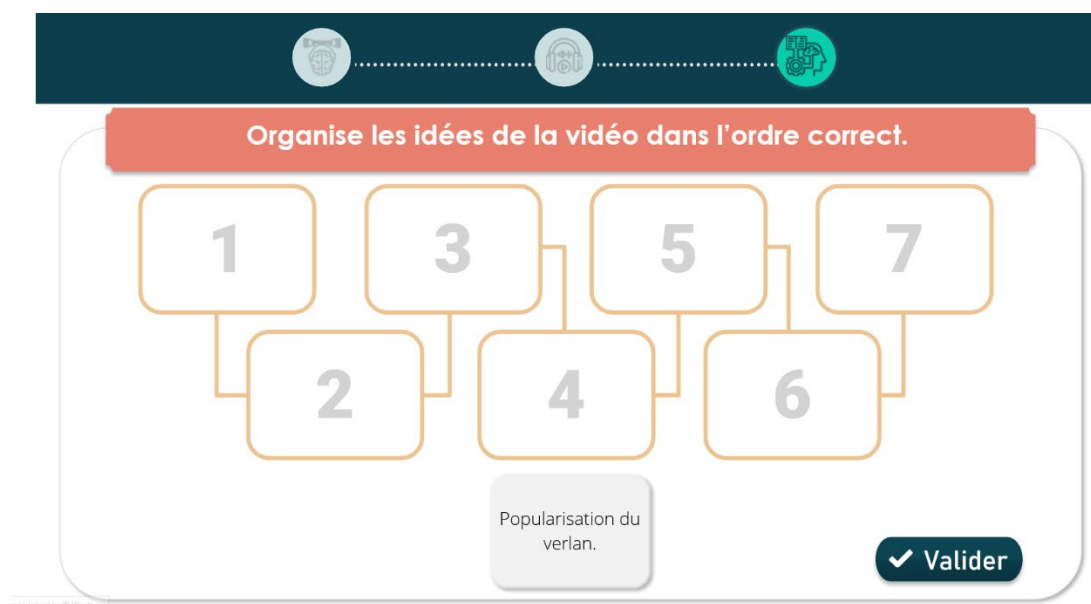 Organise les idées de la vidéo dans l'ordre correct.
1
3
5
7
2
4
6
Popularisation du
verlan.
Valider